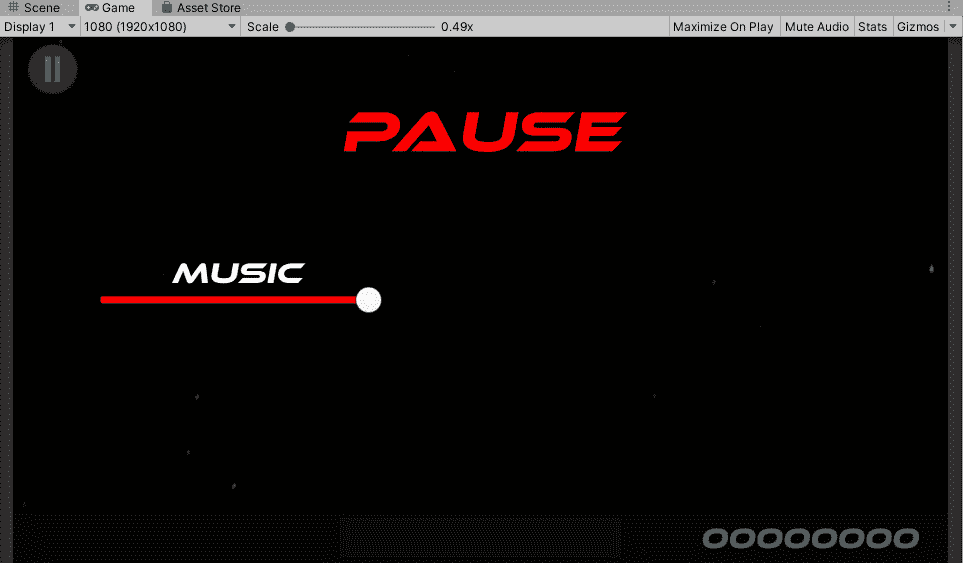 Scene Game Asset Store
Display 1 1080 (1920x1080) Scale 0.49x Maximize On Play Mute Audio Stats Gizmos
PAUSE
MUSIC
00000000